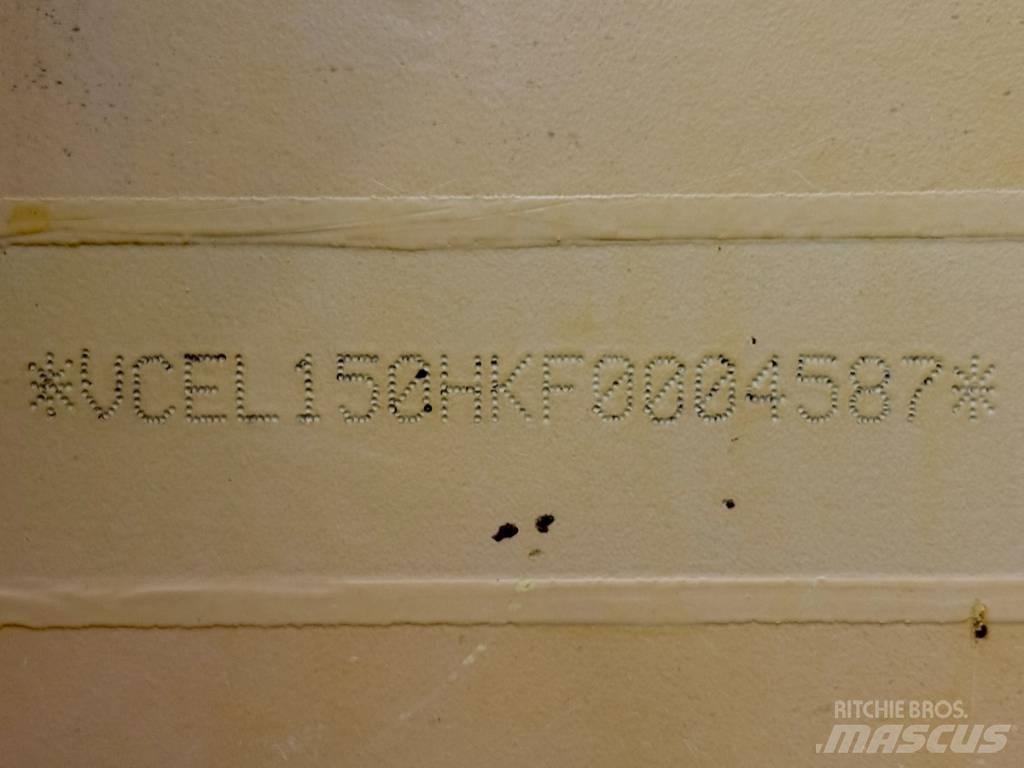 *VCEL150HKF0004587*
RITCHIE BROS.
MASCUS